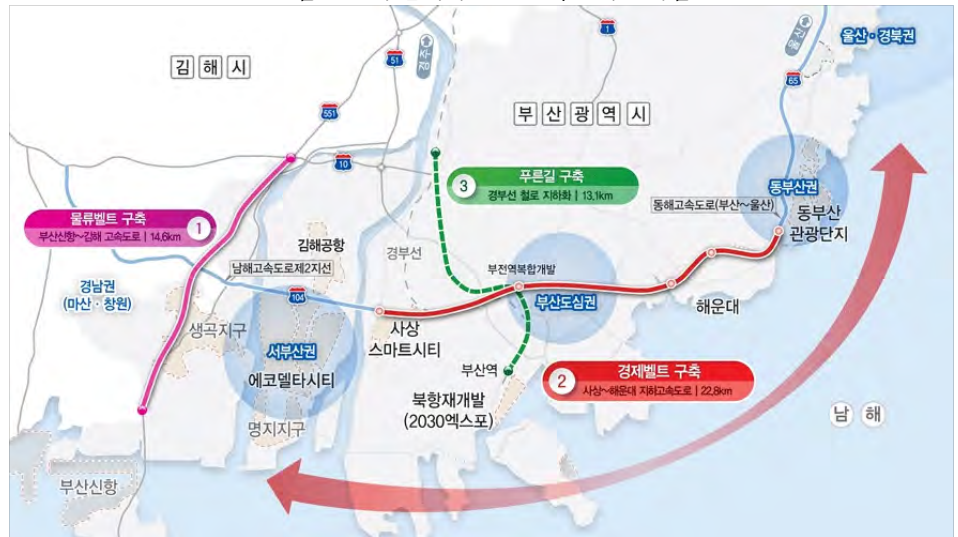 울산·경북권
김해시
부산광역시
울산
경주
1
51
65
551
10
푸른길 구축
3
경부선 철로 지하화 | 13.1km
동부산권
동해고속도로(부산~울산)
동부산
관광단지
물류벨트 구축
1
부산신항~김해 고속도로 | 14.6km
김해공항
경부선
남해고속도로제2지선
부전역복합개발
경남권
(마산·창원)
104
부산도심권
해운대
생곡지구
사상
스마트시티
서부산권
에코델타시티
부산역
경제벨트 구축
2
사상~해운대 지하고속도로 | 22.8km
북항재개발
(2030엑스포)
명지지구
남해
부산신항